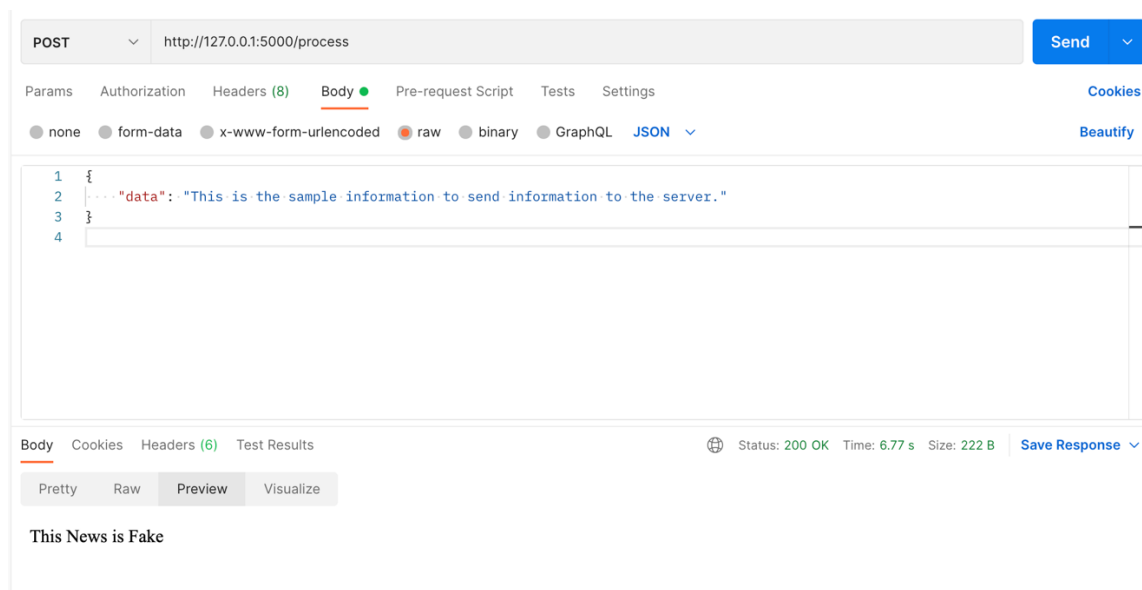 POST http://127.0.0.1:5000/process Send
Params Authorization Headers (8) Body Pre-request Script Tests Settings Cookies
none form-data x-www-form-urlencoded raw binary GraphQL JSON Beautify
1 {
2 "data": "This is the sample information to send information to the server."
3 }
4
Body Cookies Headers (6) Test Results Status: 200 OK Time: 6.77 s Size: 222 B Save Response
Pretty Raw Preview Visualize
This News is Fake